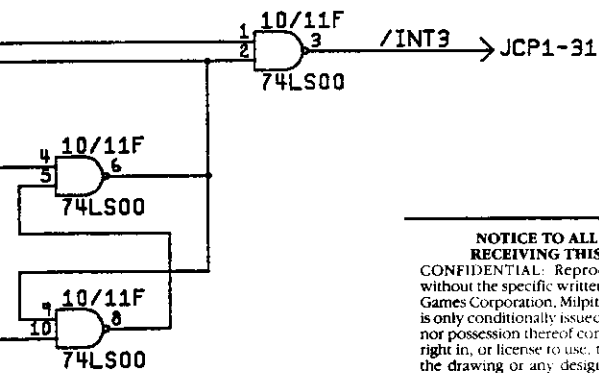 10/11F
1
3
/INT3
JCP1-31
2
74LS00
10/11F
4
6
5
74LS00
NOTICE TO ALL
RECEIVING THIS
CONFIDENTIAL: Reproc
without the specific written
Games Corporation, Milpit
is only conditionally issued
nor possession thereof con
right in, or license to use, t
the drawing or any design
10/11F
9
8
10
74LS00